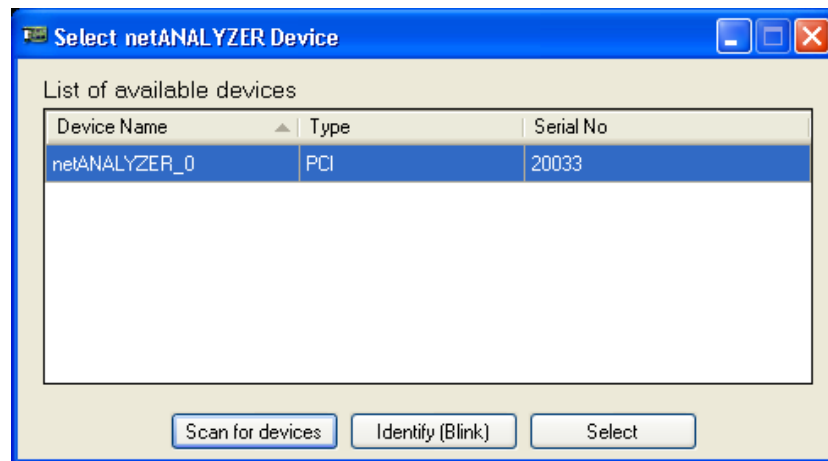 Select netANALYZER Device
List of available devices
Device Name Type Serial No
netANALYZER_0 PCI 20033
Scan for devices Identify (Blink) Select